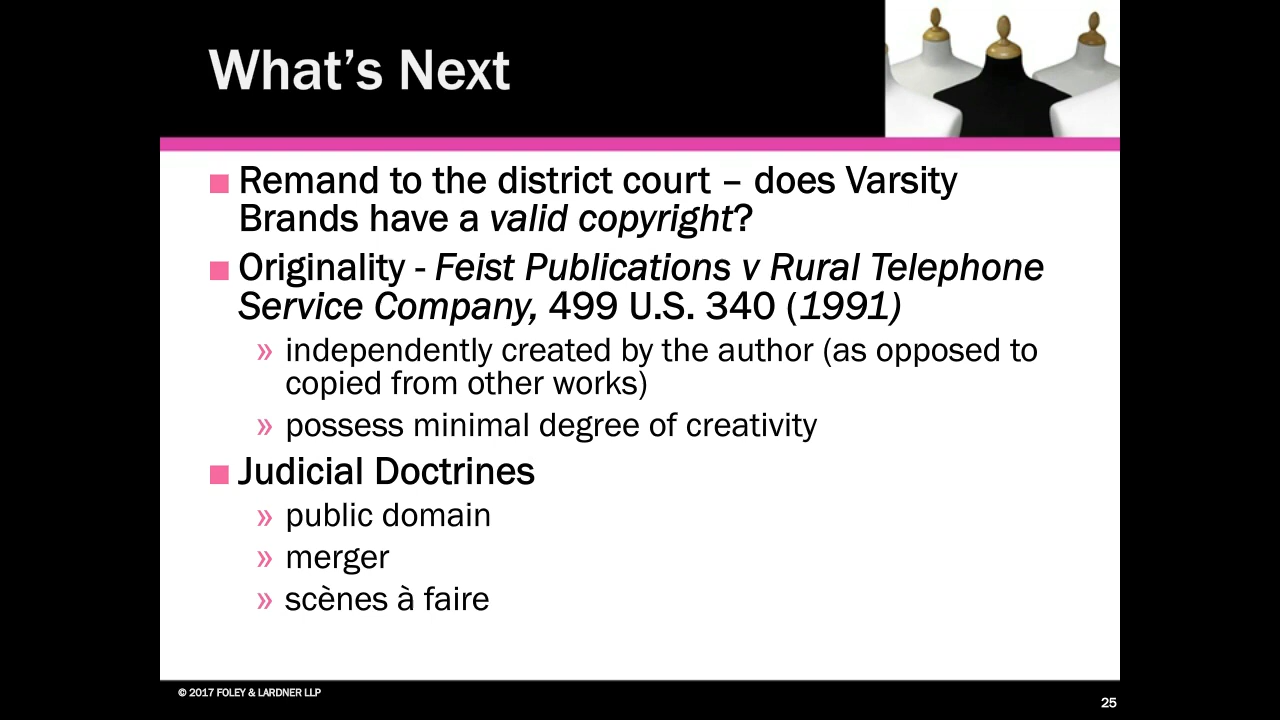 What’s Next
■ Remand to the district court – does Varsity
Brands have a valid copyright?
■ Originality - Feist Publications v Rural Telephone
Service Company, 499 U.S. 340 (1991)
» independently created by the author (as opposed to
copied from other works)
» possess minimal degree of creativity
■ Judicial Doctrines
» public domain
» merger
» scènes à faire
© 2017 FOLEY & LARDNER LLP
25